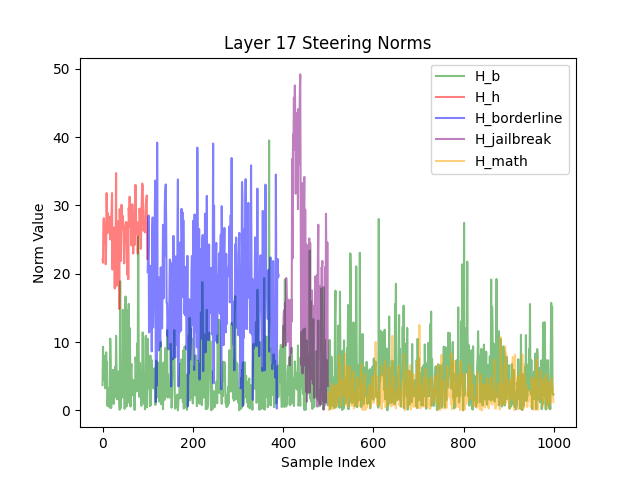 Layer 17 Steering Norms
50
40
30
20
10
0
Norm Value
H_b
H_h
H_borderline
H_jailbreak
H_math
0 200 400 600 800 1000
Sample Index